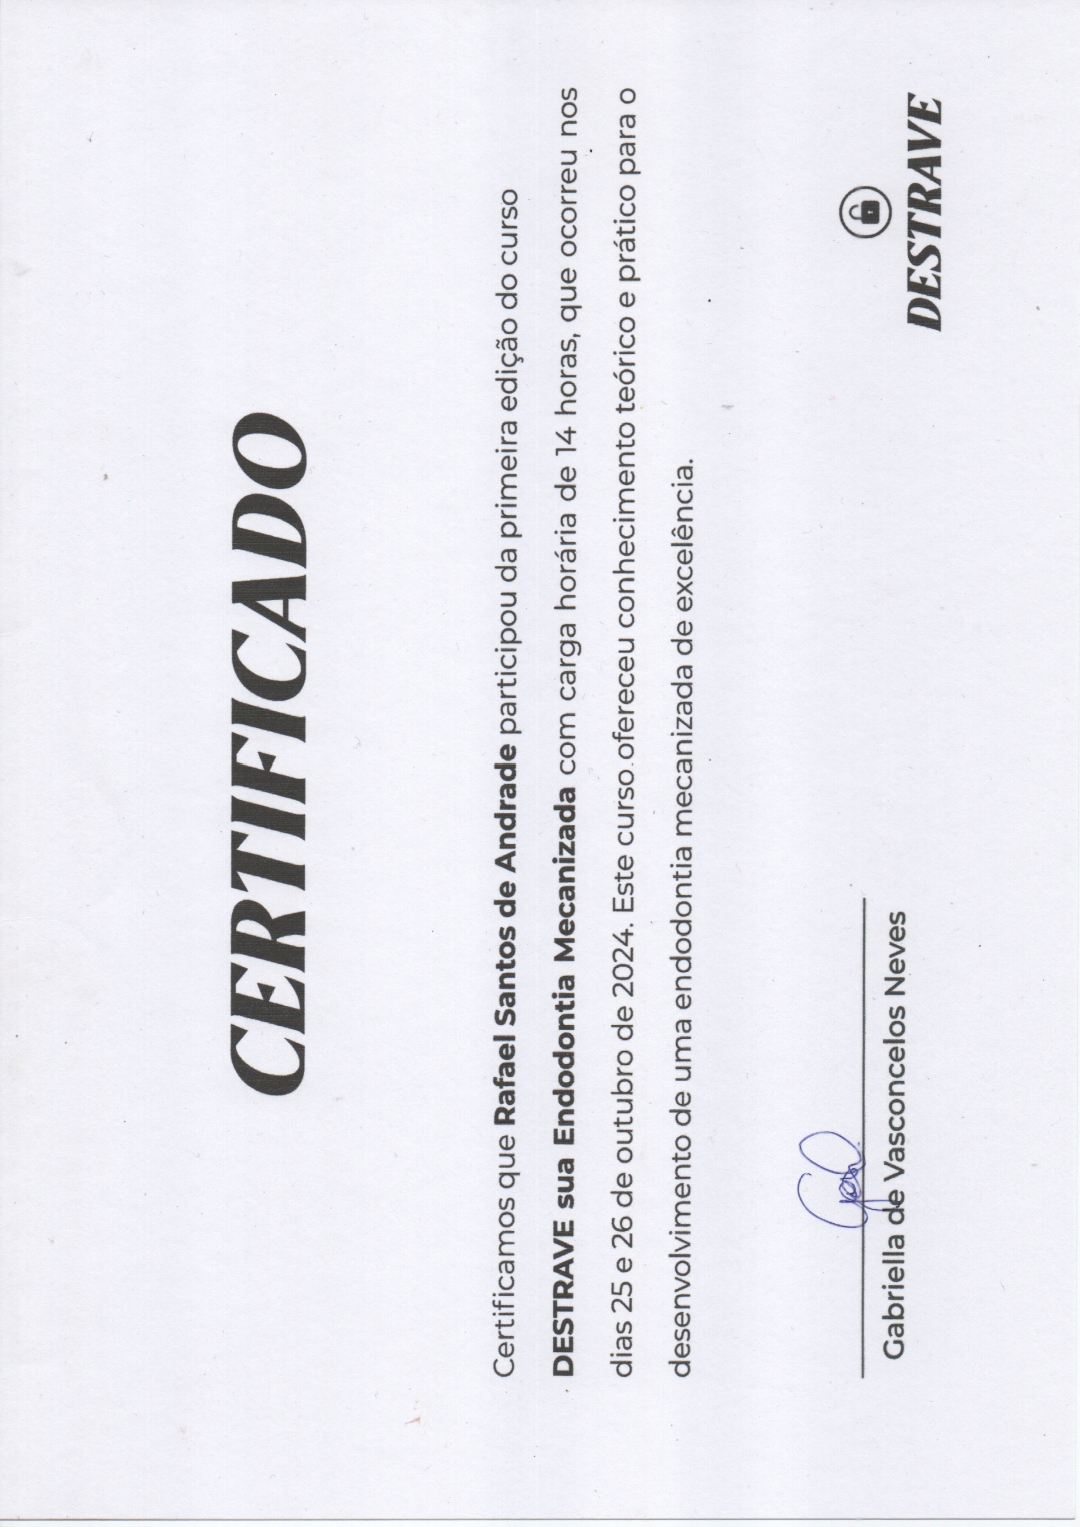 CERTIFICADO
Certificamos que Rafael Santos de Andrade participou da primeira edição do curso
DESTRAVE sua Endodontia Mecanizada com carga horária de 14 horas, que ocorreu nos
dias 25 e 26 de outubro de 2024. Este curso ofereceu conhecimento teórico e prático para o
desenvolvimento de uma endodontia mecanizada de excelência.
Gabriella de Vasconcelos Neves
DESTRAVE